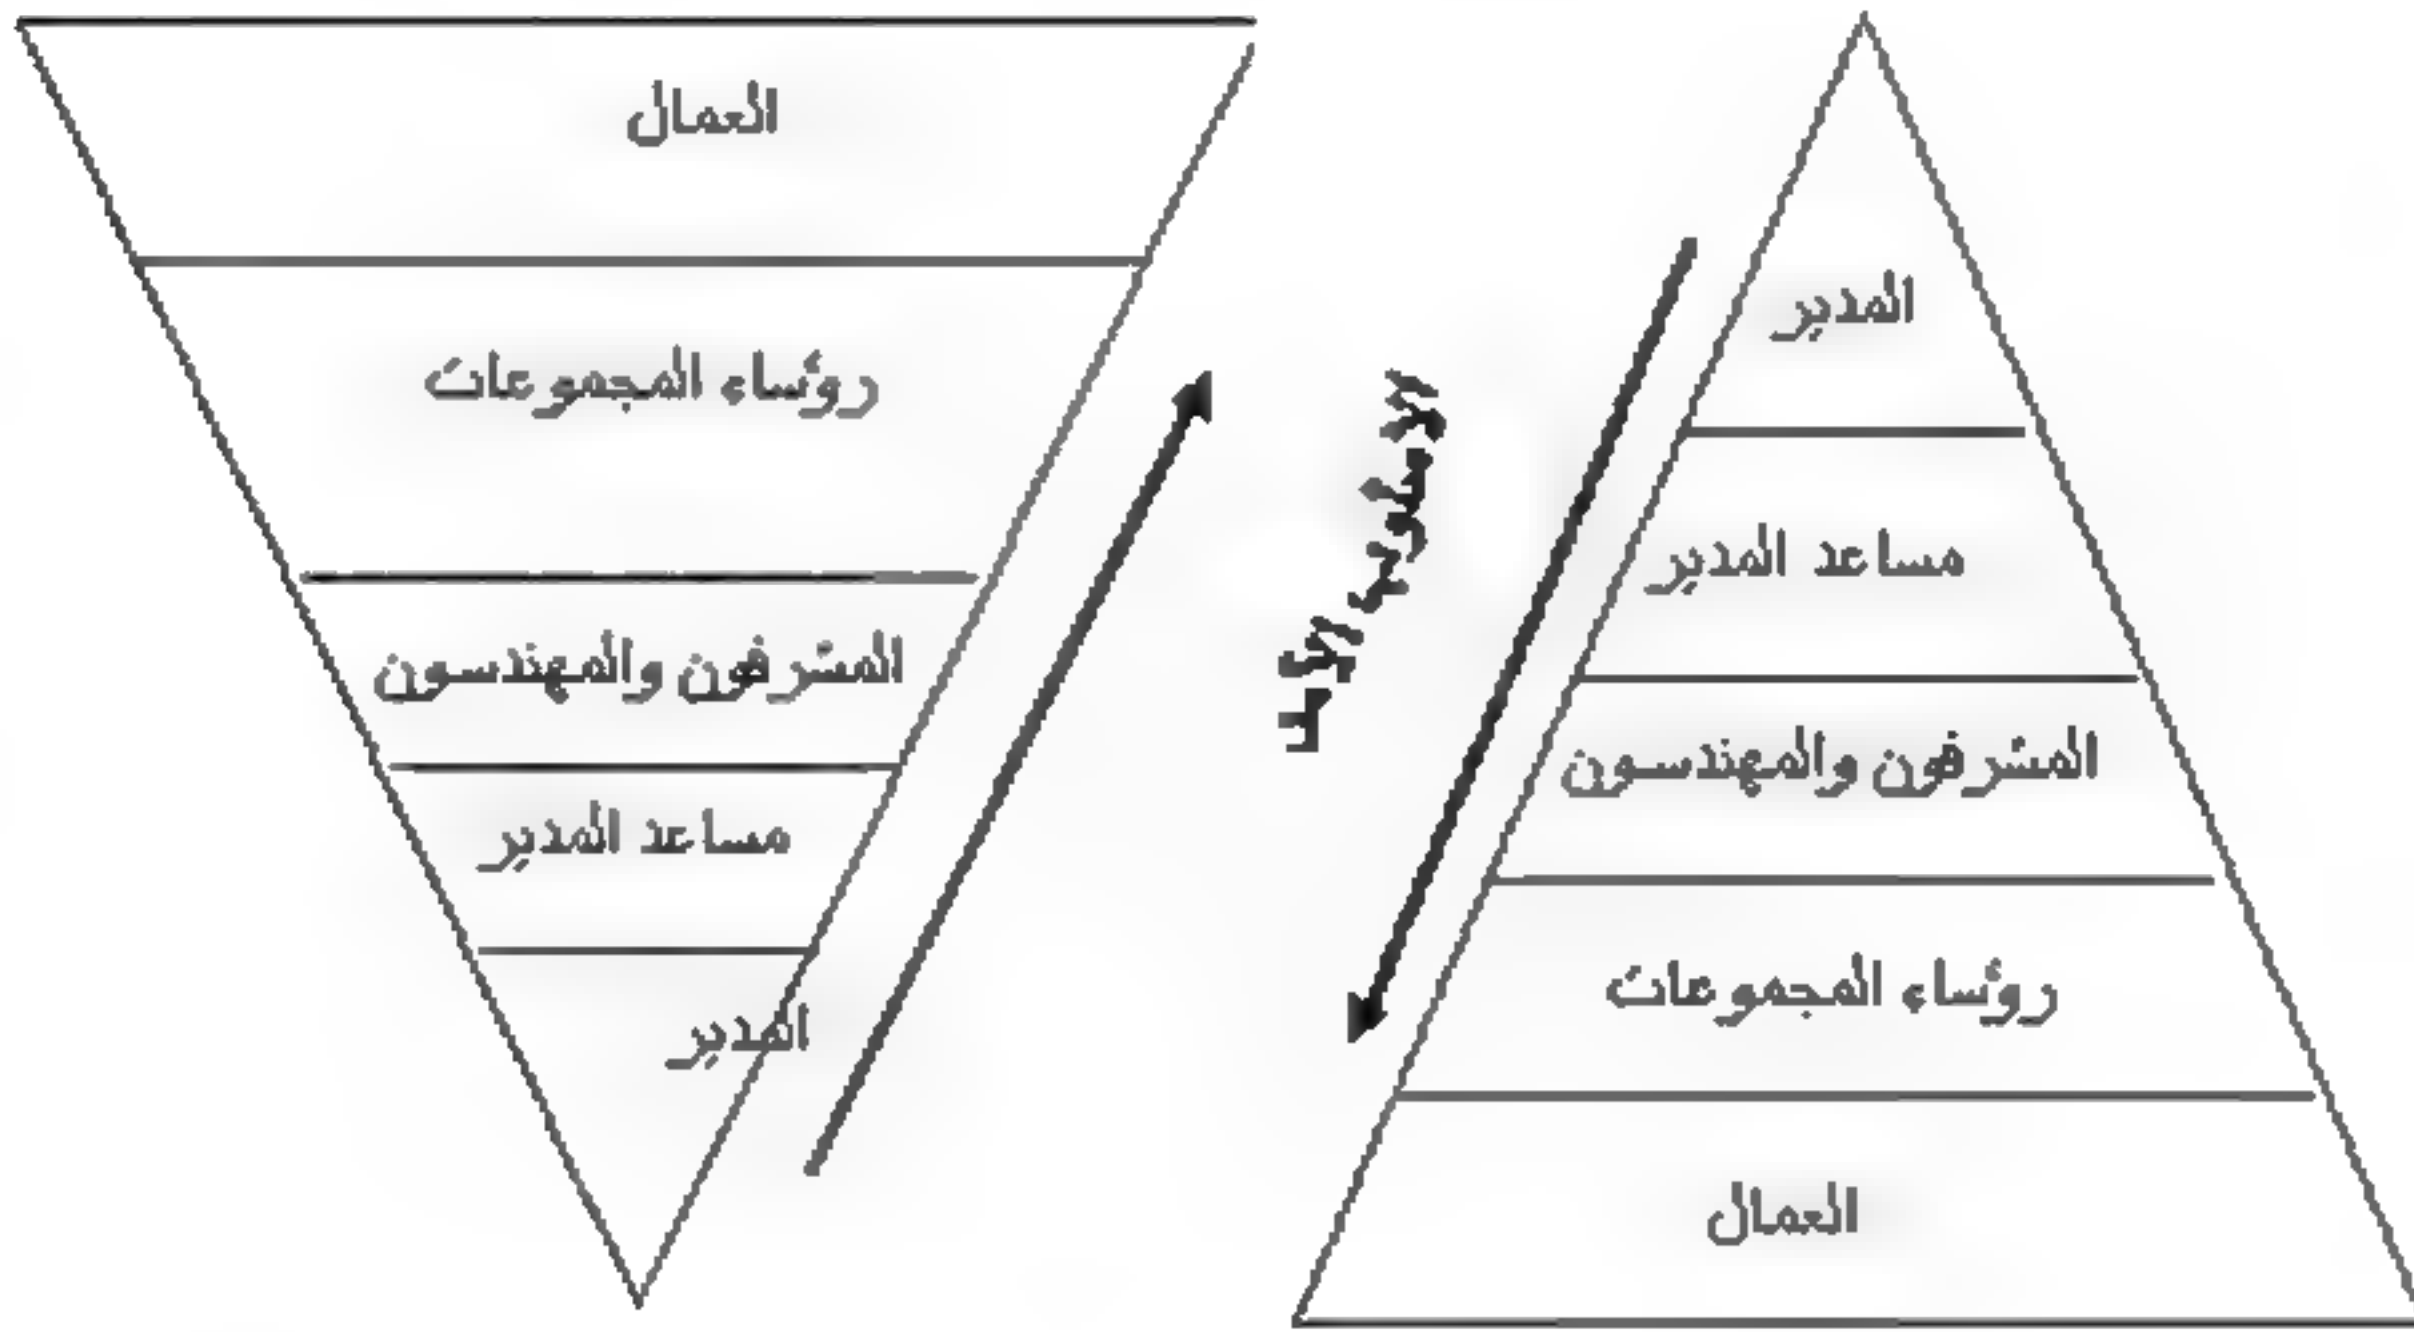 المدير
مساعد المدير
المشرفون والمهندسون
رؤساء المجموعات
العمال
العمال
رؤساء المجموعات
المشرفون والمهندسون
مساعد المدير
المدير